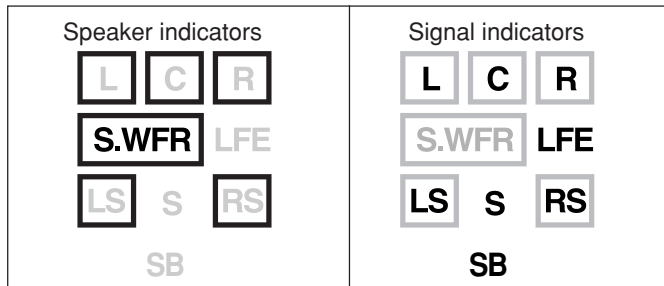 Speaker indicators Signal indicators
L C R L C R
S.WFR LFE S.WFR LFE
LS S RS LS S RS
SB SB